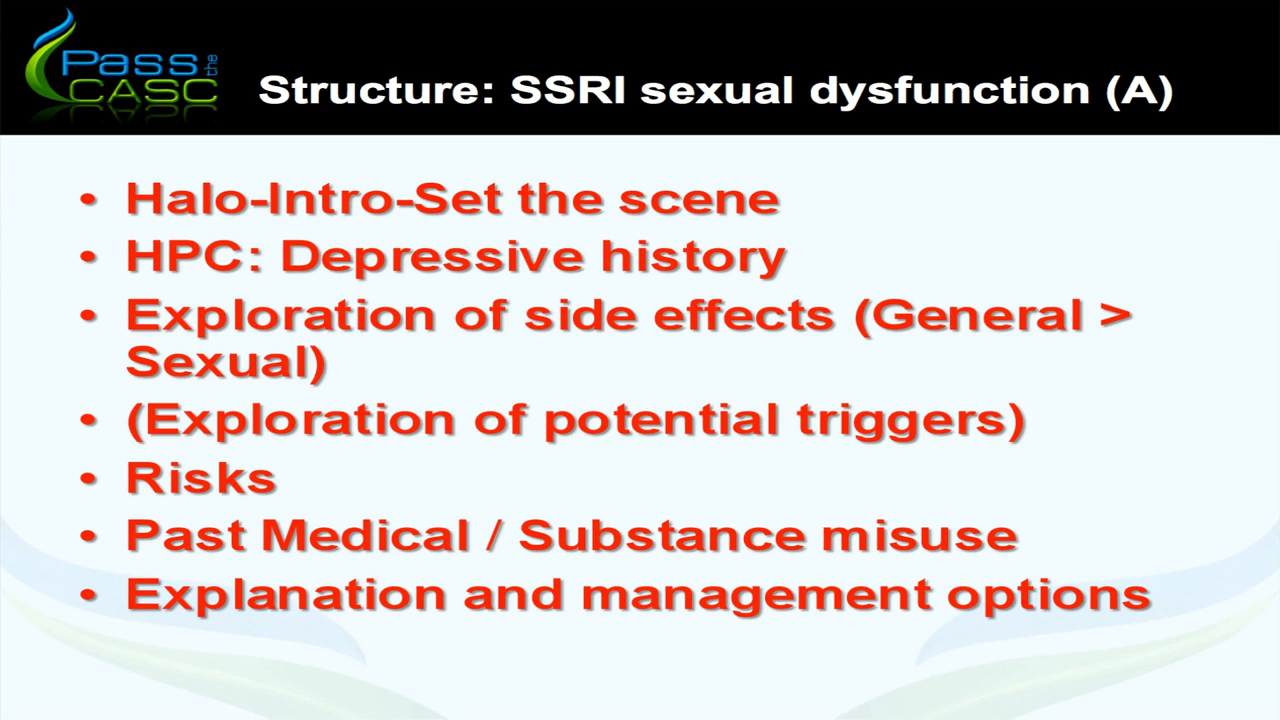 Pass the
CASC
Structure: SSRI sexual dysfunction (A)
• Halo-Intro-Set the scene
• HPC: Depressive history
• Exploration of side effects (General >
Sexual)
• (Exploration of potential triggers)
• Risks
• Past Medical / Substance misuse
• Explanation and management options